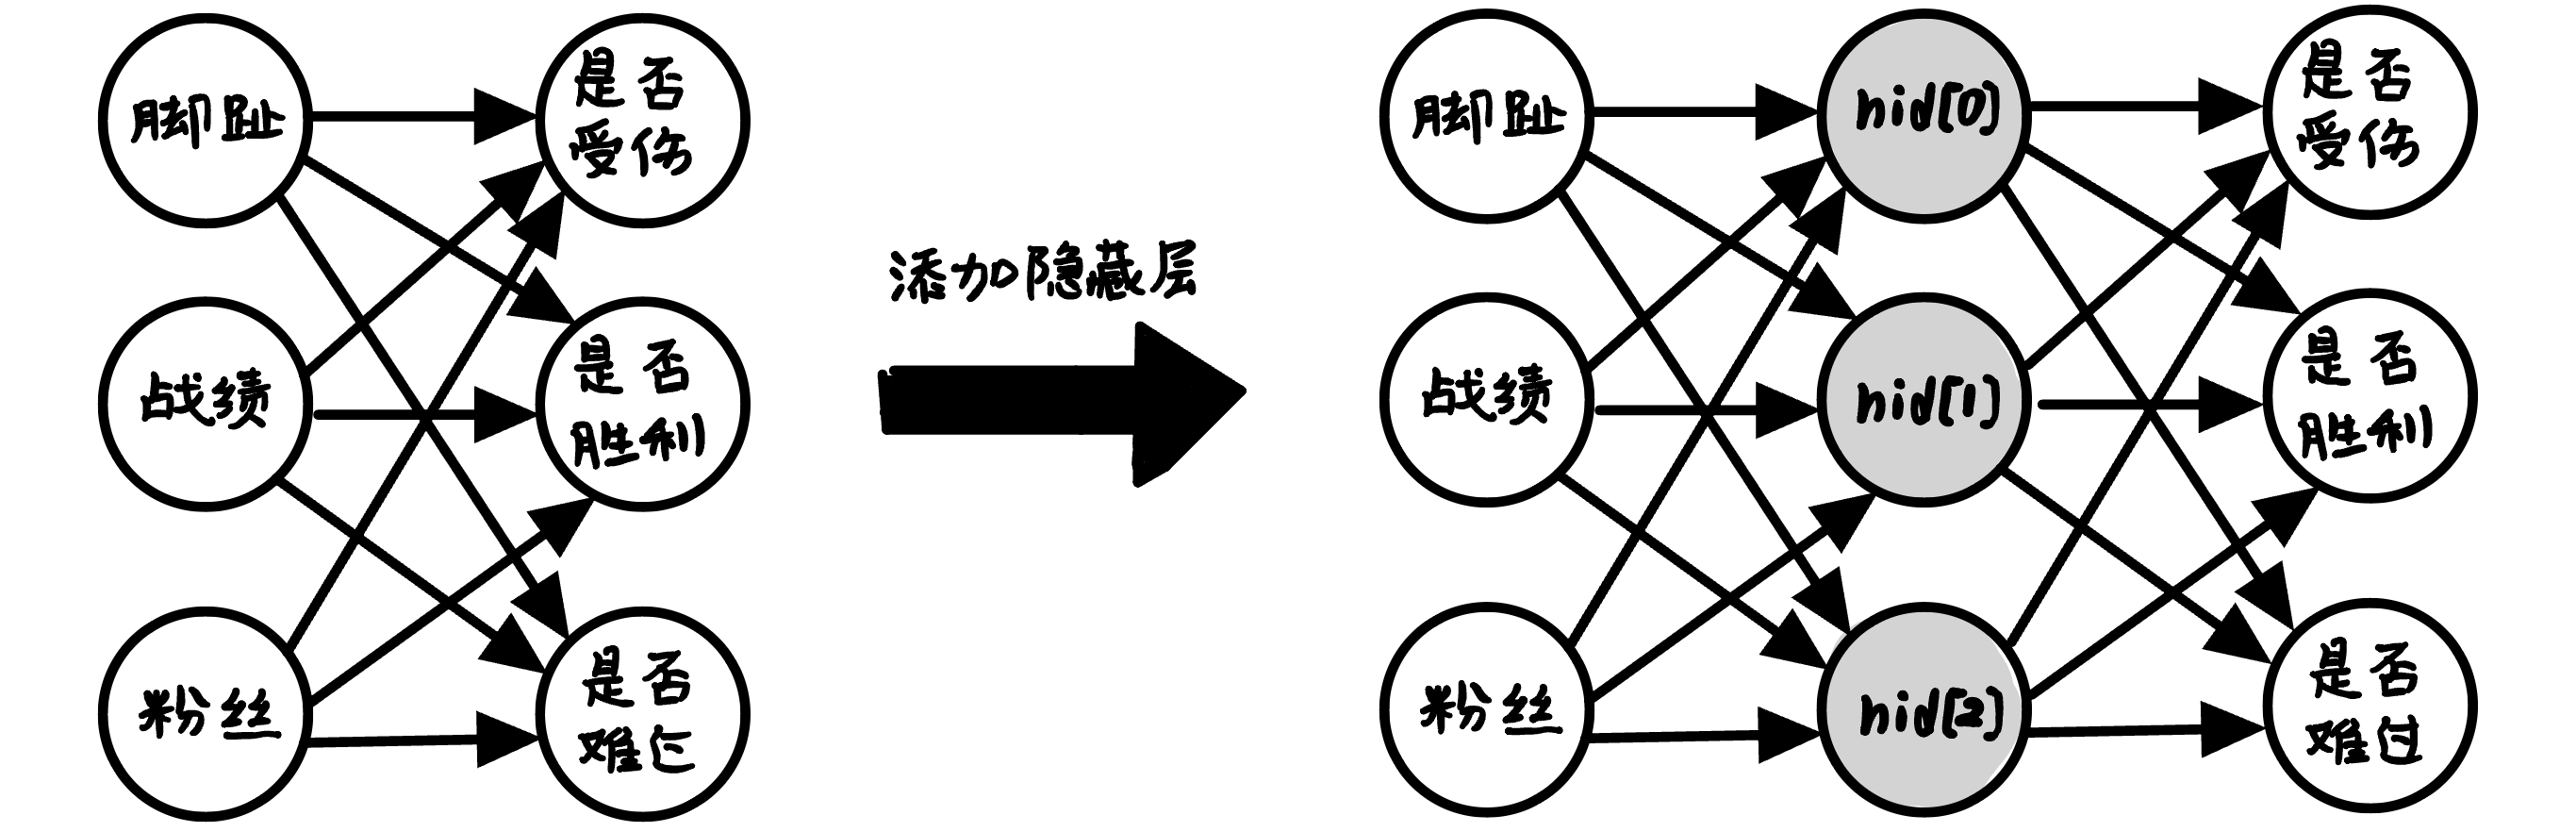 脚趾
是否
受伤
战绩
是否
胜利
粉丝
是否
难过
添加隐藏层
脚趾
hid[0]
是否
受伤
战绩
hid[1]
是否
胜利
粉丝
hid[2]
是否
难过